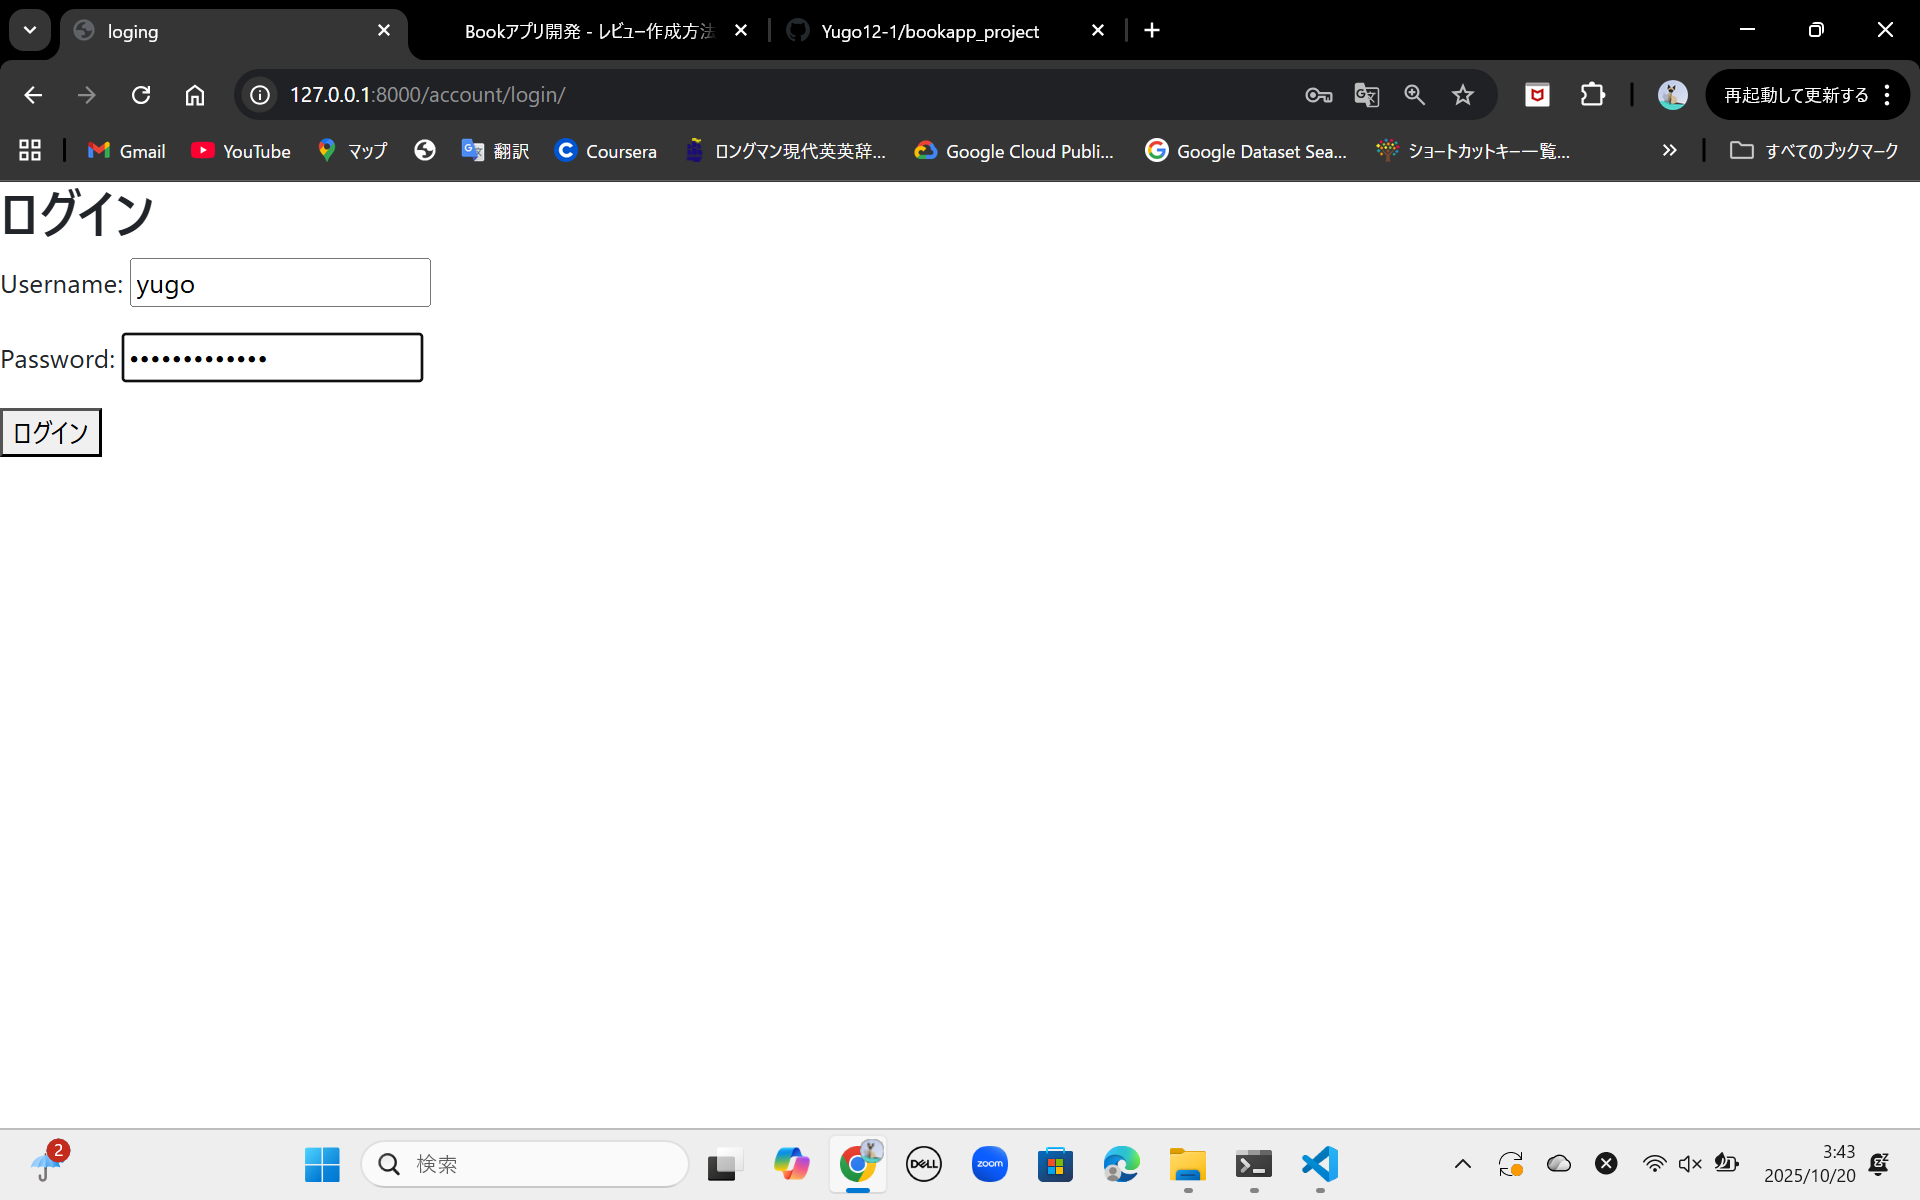 loging
Bookアプリ開発 - レビュー作成方法
Yugo12-1/bookapp_project
127.0.0.1:8000/account/login/
再起動して更新する
Gmail
YouTube
マップ
翻訳
Coursera
ロングマン現代英英辞...
Google Cloud Publi...
Google Dataset Sea...
ショートカットキー一覧...
すべてのブックマーク
ログイン
Username: yugo
Password: •••••••••••••
ログイン
2
検索
DELL
zoom
3:43
2025/10/20